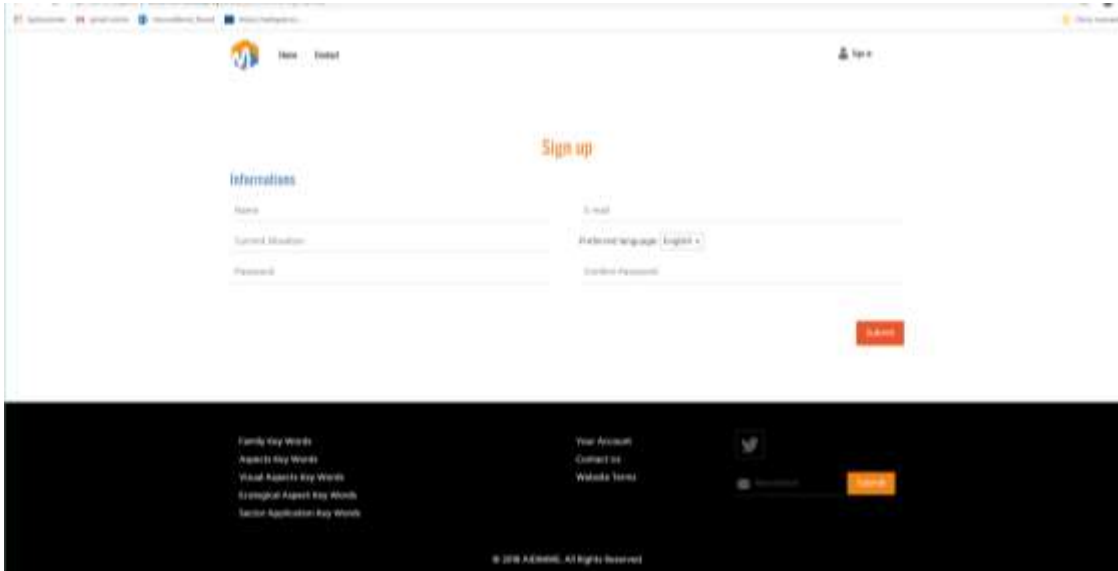 Home Contact
Sign in
Sign up
Informations
Name
E-mail
Current Situation
Preferred language: English
Password
Confirm Password
Submit
Family Key Words
Your Account
Aspects Key Words
Contact Us
Visual Aspects Key Words
Website Terms
Ecological Aspect Key Words
Submit
Sector Application Key Words
All Rights Reserved